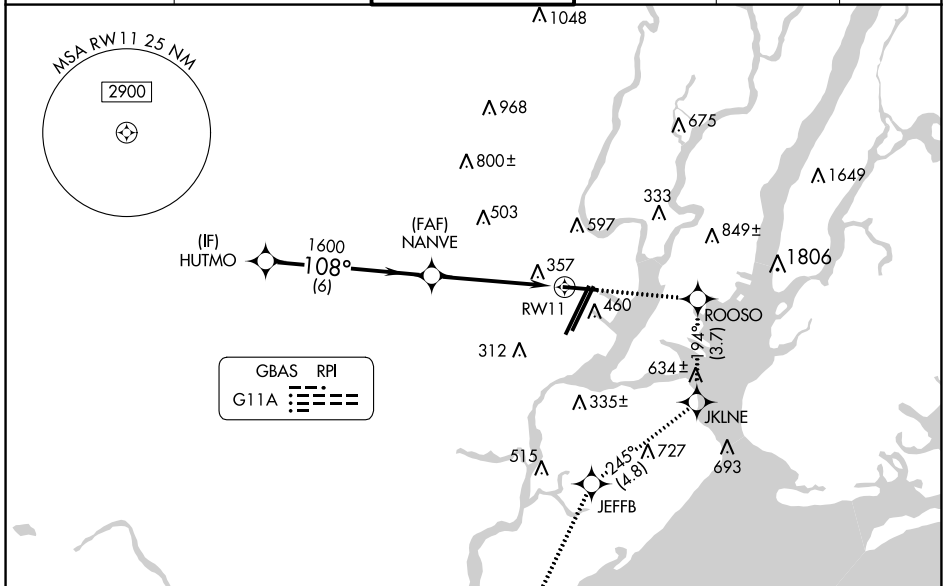 1048
MSA RW11 25 NM
2900
968
675
800±
1649
333
503
597
849±
(FAF)
NANVE
(IF)
HUTMO
1600
108°
(6)
1806
357
RW11
460
ROOSO
194°
(3.7)
312
634±
GBAS RPI
G11A
335±
JKLNE
515
245°
(4.8)
727
693
JEFFB